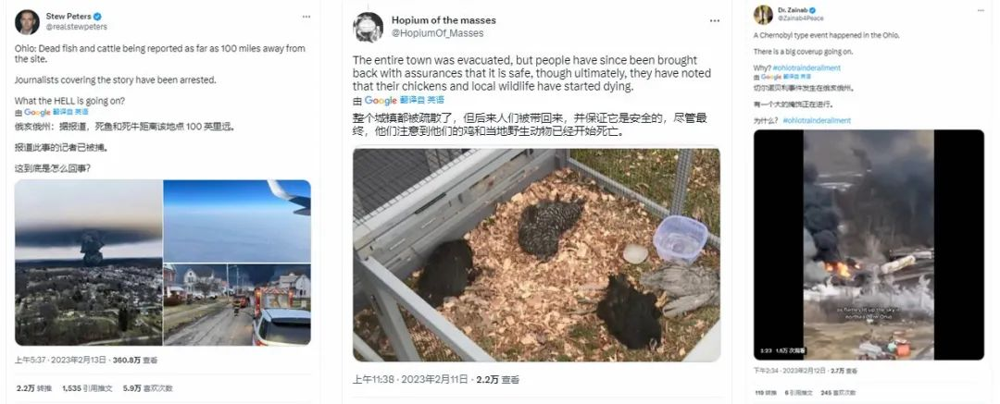 Stew Peters
@realstewpeters
Ohio: Dead fish and cattle being reported as far as 100 miles away from
the site.
Journalists covering the story have been arrested.
What the HELL is going on?
由 Google 翻译自 英语
俄亥俄州：据报道，死鱼和死牛距离该地点 100 英里远。
报道此事的记者已被捕。
这到底是怎么回事？
上午5:37 · 2023年2月13日 · 360.8万 查看
2.2万 转推 1,535 引用推文 5.9万 喜欢次数
Hopium of the masses
@HopiumOf_Masses
The entire town was evacuated, but people have since been brought
back with assurances that it is safe, though ultimately, they have noted
that their chickens and local wildlife have started dying.
由 Google 翻译自 英语
整个城镇都被疏散了，但后来人们被带回来，并保证它是安全的，尽管最
终，他们注意到他们的鸡和当地野生动物已经开始死亡。
上午11:38 · 2023年2月11日 · 2.2万 查看
Dr. Zainab
@Zainab4Peace
A Chernobyl type event happened in the Ohio.
There is a big coverup going on.
Why? #ohiotrainderailment
由 Google 翻译自 英语
切尔诺贝利事件发生在俄亥俄州。
有一个大的掩饰正在进行。
为什么？ #ohiotrainderailment
as flames lit up the sky in
3:23 1.5万 次观看
下午2:34 · 2023年2月12日 · 2.7万 查看
119 转推 6 引用推文 245 喜欢次数